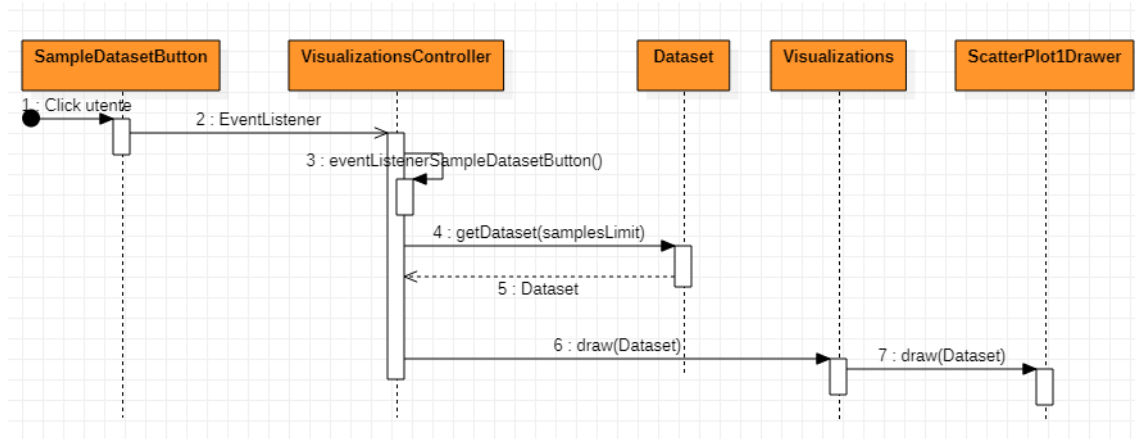 SampleDatasetButton
VisualizationsController
Dataset
Visualizations
ScatterPlot1Drawer
1 : Click utente
2 : EventListener
3 : eventListenerSampleDatasetButton()
4 : getDataset(samplesLimit)
5 : Dataset
6 : draw(Dataset)
7 : draw(Dataset)